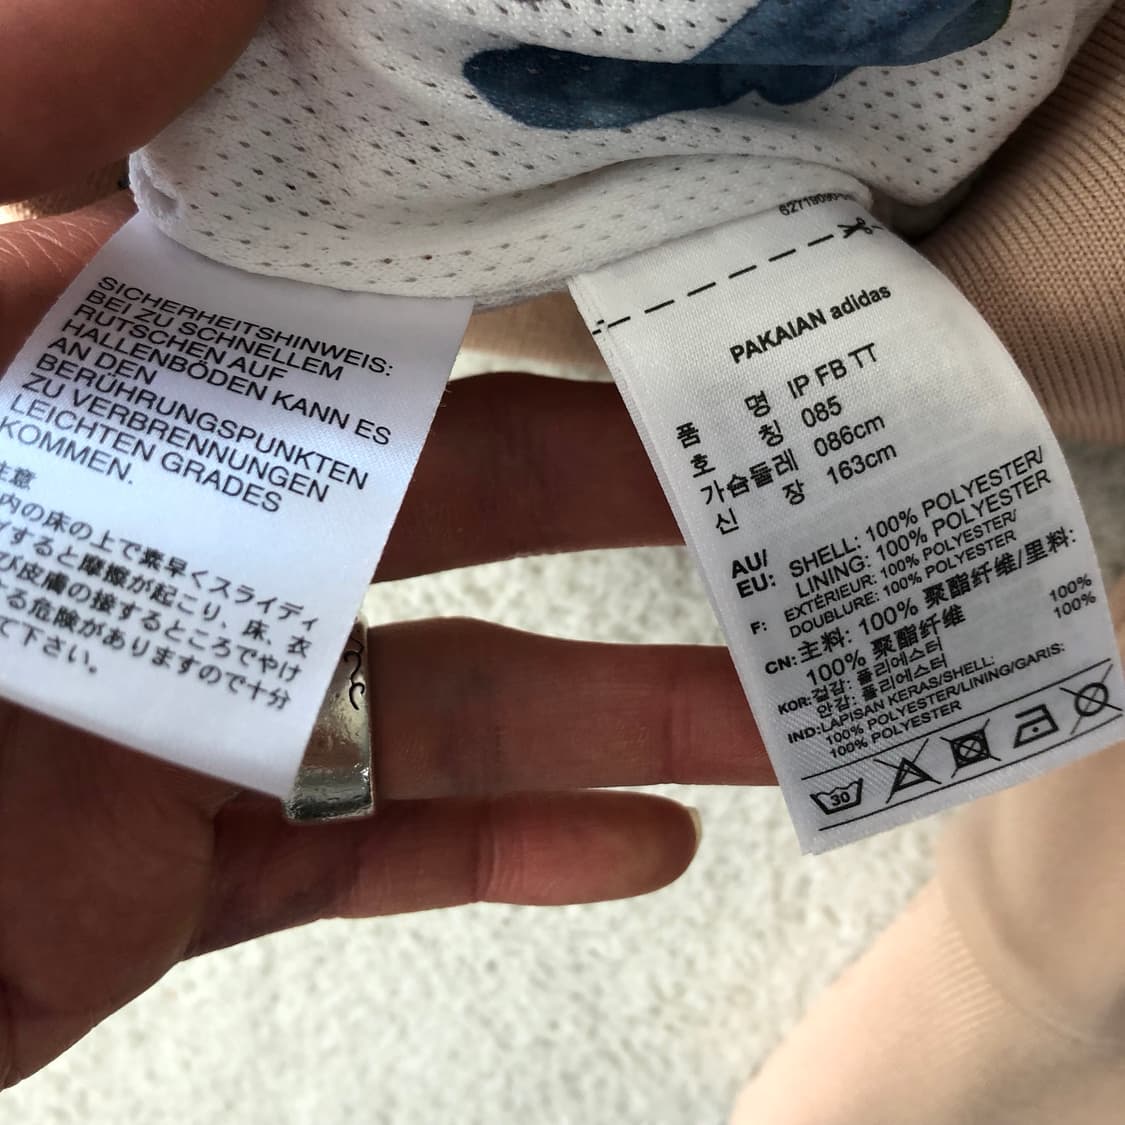 SICHERHEITSHINWEIS:
BEI ZU SCHNELLEM
RUTSCHEN AUF
HALLENBÖDEN KANN ES
AN DEN
BERÜHRUNGSPUNKTEN
ZU VERBRENNUNGEN
LEICHTEN GRADES
KOMMEN.
注意
内の床の上で素早くスライディ
すると摩擦が起こり、床、衣
び皮膚の接するところでやけ
る危険がありますので十分
て下さい。
PAKAIAN adidas
품 명 IP FB TT
호 칭 085
가슴둘레 086cm
신 장 163cm
AU/ EU: SHELL: 100% POLYESTER/
LINING: 100% POLYESTER
F: EXTÉRIEUR: 100% POLYESTER/
DOUBLURE: 100% POLYESTER
CN: 主料: 100% 聚酯纤维/里料:
100% 聚酯纤维
KOR: 겉감: 폴리에스터 100%
안감: 폴리에스터 100%
IND: LAPISAN KERAS/SHELL:
100% POLYESTER/LINING/GARIS:
100% POLYESTER
30